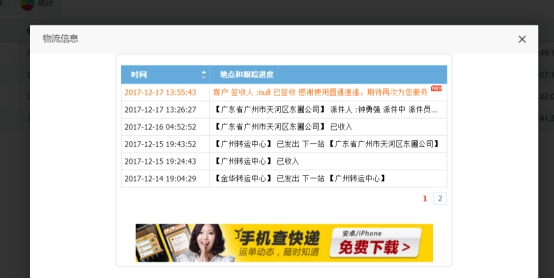 统计
物流信息
时间 地点和跟踪进度
2017-12-17 13:55:43 客户 签收人 :null 已签收 感谢使用圆通速递，期待再次为您服务
2017-12-17 13:26:27 【广东省广州市天河区东圃公司】 派件人 :钟勇强 派件中 派件员...
2017-12-16 04:52:52 【广东省广州市天河区东圃公司】 已收入
2017-12-15 19:43:52 【广州转运中心】 已发出 下一站 【广东省广州市天河区东圃公司】
2017-12-15 19:24:43 【广州转运中心】 已收入
2017-12-14 19:04:29 【金华转运中心】 已发出 下一站 【广州转运中心】
1 2
手机查快递
运单动态，随时知道
安卓/iPhone
免费下载 >